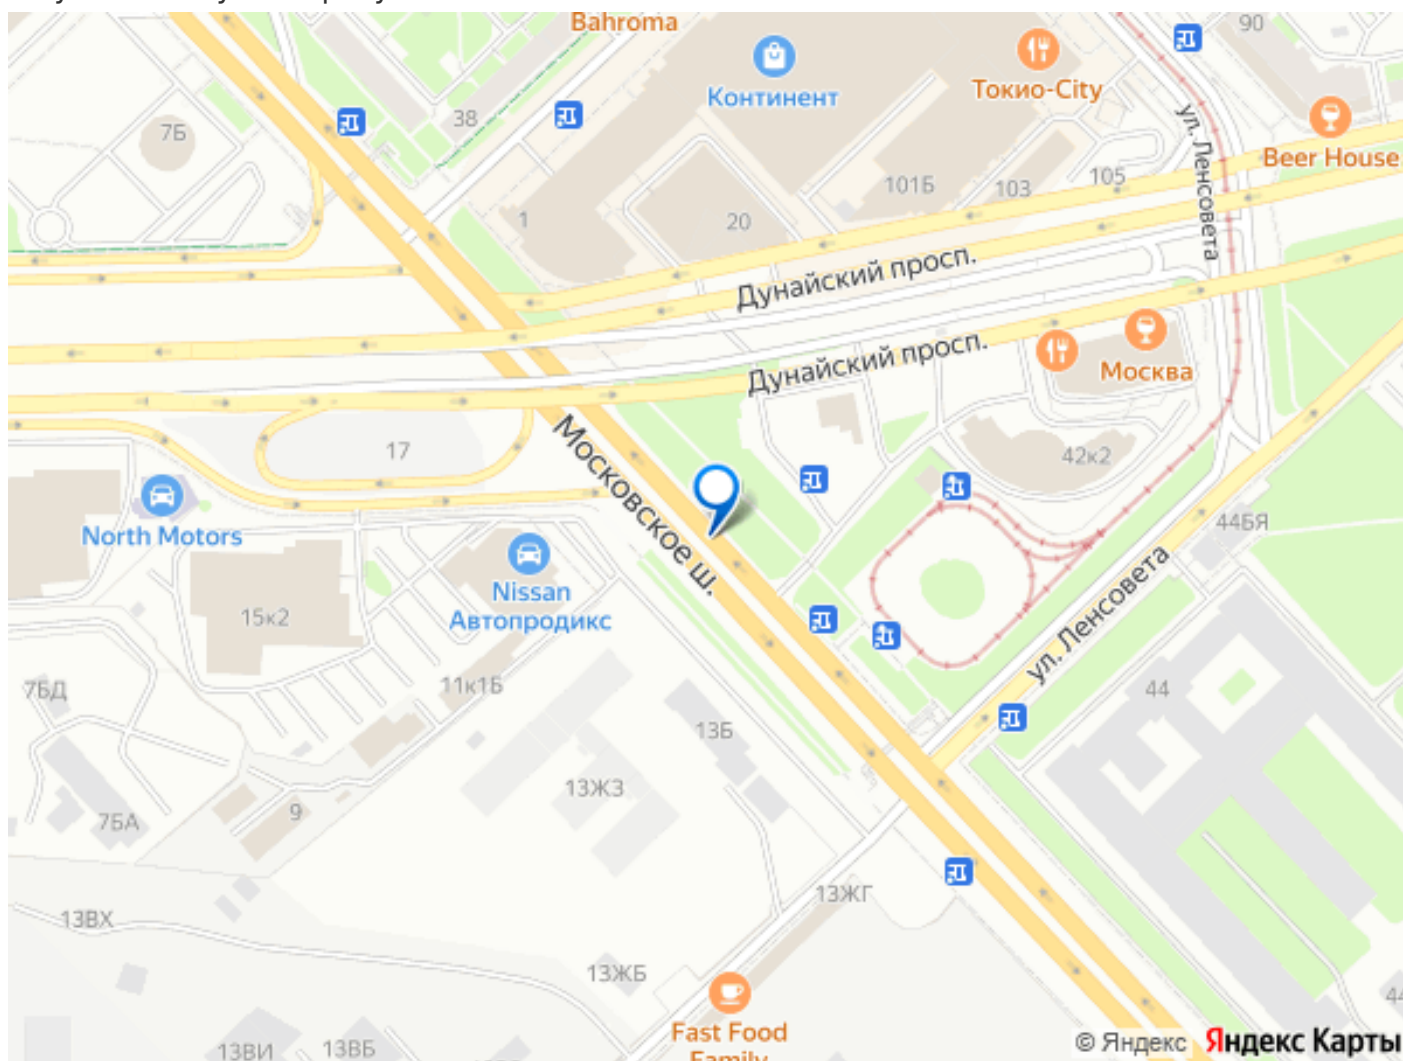 Bahroma
90
Континент
Токио-City
38
7Б
ул. Ленсовета
Beer House
101Б
103
105
1
20
Дунайский просп.
Дунайский просп.
Москва
Московское ш.
17
42к2
North Motors
44БЯ
Nissan
Автопродикс
15к2
ул. Ленсовета
7БД
11к1Б
44
13Б
13ЖЗ
9
7БА
13ЖГ
13ВХ
13ЖБ
Fast Food
Family
13ВИ
13ВБ
© Яндекс Яндекс Карты